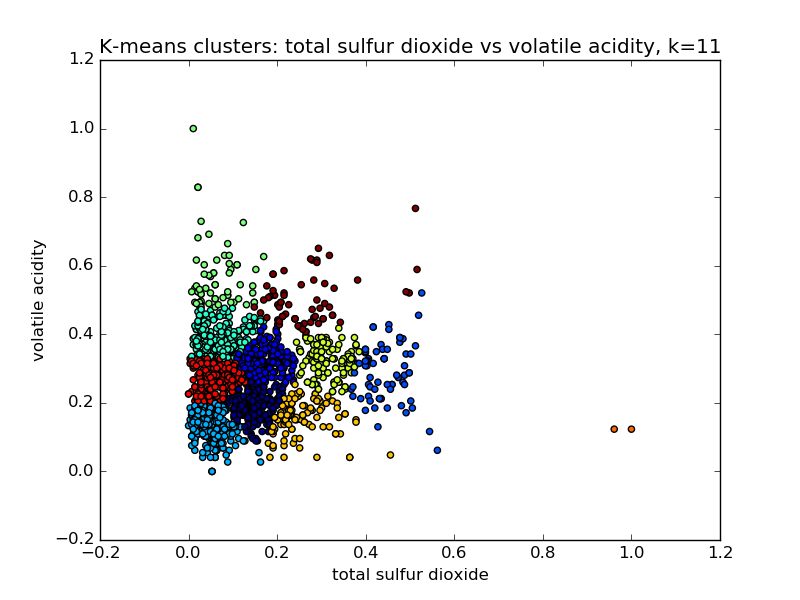 K-means clusters: total sulfur dioxide vs volatile acidity, k=11
1.2
1.0
0.8
0.6
0.4
0.2
0.0
−0.2
volatile acidity
−0.2 0.0 0.2 0.4 0.6 0.8 1.0 1.2
total sulfur dioxide